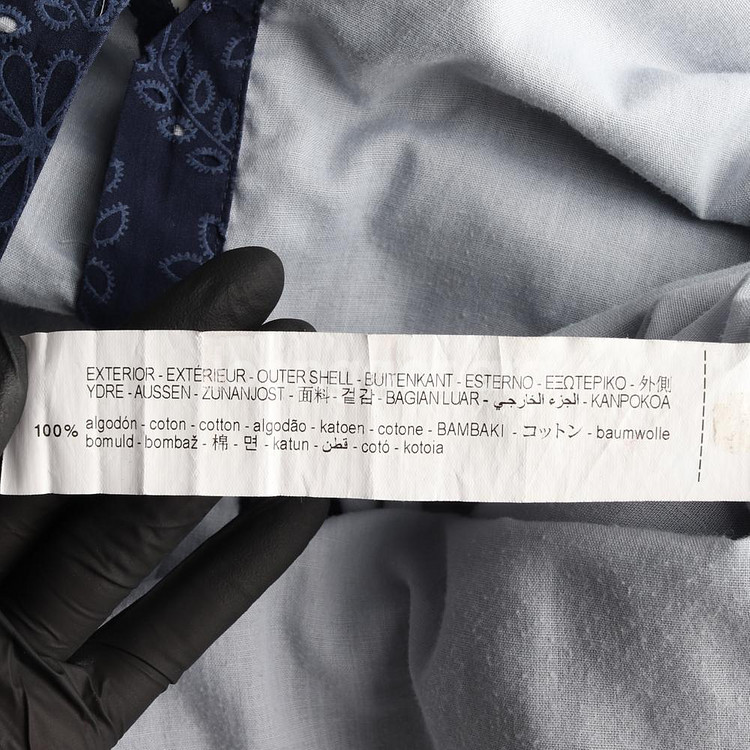 EXTERIOR - EXTÉRIEUR - OUTER SHELL - BUITENKANT - ESTERNO - ΕΞΩΤΕΡΙΚΟ - 外側
YDRE - AUSSEN - ZUNANJOST - 面料 - 겉감 - BAGIAN LUAR - الجزء الخارجي - KANPOKOA
100% algodón - coton - cotton - algodão - katoen - cotone - BAMBAKI - コットン - baumwolle
bomuld - bombaž - 棉 - 면 - katun - قطن - cotó - kotoia